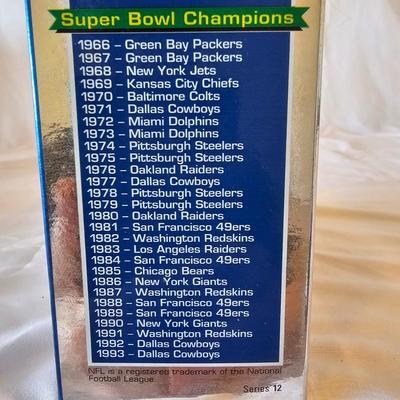 Super Bowl Champions
1966 – Green Bay Packers
1967 – Green Bay Packers
1968 – New York Jets
1969 – Kansas City Chiefs
1970 – Baltimore Colts
1971 – Dallas Cowboys
1972 – Miami Dolphins
1973 – Miami Dolphins
1974 – Pittsburgh Steelers
1975 – Pittsburgh Steelers
1976 – Oakland Raiders
1977 – Dallas Cowboys
1978 – Pittsburgh Steelers
1979 – Pittsburgh Steelers
1980 – Oakland Raiders
1981 – San Francisco 49ers
1982 – Washington Redskins
1983 – Los Angeles Raiders
1984 – San Francisco 49ers
1985 – Chicago Bears
1986 – New York Giants
1987 – Washington Redskins
1988 – San Francisco 49ers
1989 – San Francisco 49ers
1990 – New York Giants
1991 – Washington Redskins
1992 – Dallas Cowboys
1993 – Dallas Cowboys
NFL is a registered trademark of the National
Football League.
Series 12